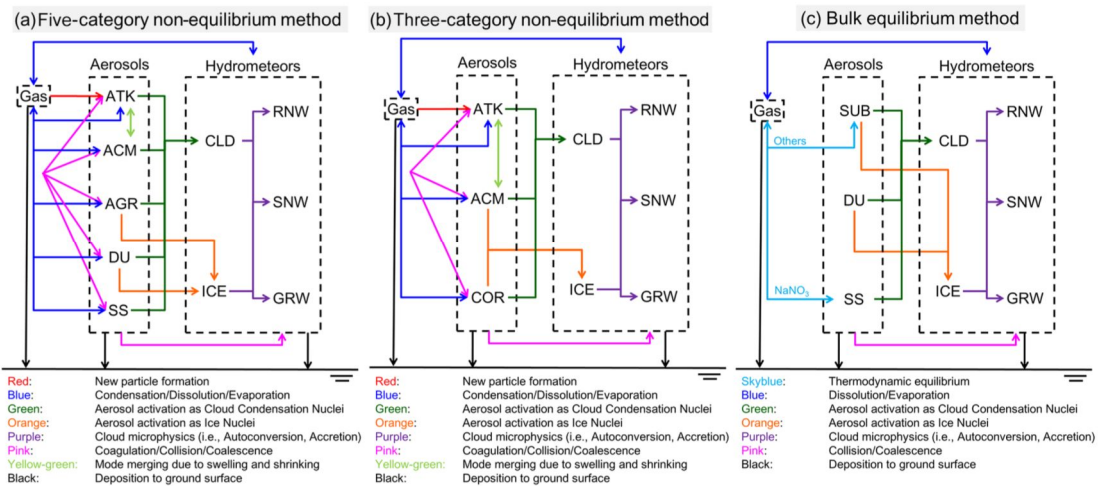 (a) Five-category non-equilibrium method
Aerosols
Hydrometeors
Gas
ATK
ACM
AGR
DU
SS
CLD
ICE
RNW
SNW
GRW
Red: New particle formation
Blue: Condensation/Dissolution/Evaporation
Green: Aerosol activation as Cloud Condensation Nuclei
Orange: Aerosol activation as Ice Nuclei
Purple: Cloud microphysics (i.e., Autoconversion, Accretion)
Pink: Coagulation/Collision/Coalescence
Yellow-green: Mode merging due to swelling and shrinking
Black: Deposition to ground surface
(b) Three-category non-equilibrium method
Aerosols
Hydrometeors
Gas
ATK
ACM
COR
CLD
ICE
RNW
SNW
GRW
Red: New particle formation
Blue: Condensation/Dissolution/Evaporation
Green: Aerosol activation as Cloud Condensation Nuclei
Orange: Aerosol activation as Ice Nuclei
Purple: Cloud microphysics (i.e., Autoconversion, Accretion)
Pink: Coagulation/Collision/Coalescence
Yellow-green: Mode merging due to swelling and shrinking
Black: Deposition to ground surface
(c) Bulk equilibrium method
Aerosols
Hydrometeors
Gas
Others
NaNO₃
SUB
DU
SS
CLD
ICE
RNW
SNW
GRW
Skyblue: Thermodynamic equilibrium
Blue: Dissolution/Evaporation
Green: Aerosol activation as Cloud Condensation Nuclei
Orange: Aerosol activation as Ice Nuclei
Purple: Cloud microphysics (i.e., Autoconversion, Accretion)
Pink: Collision/Coalescence
Black: Deposition to ground surface